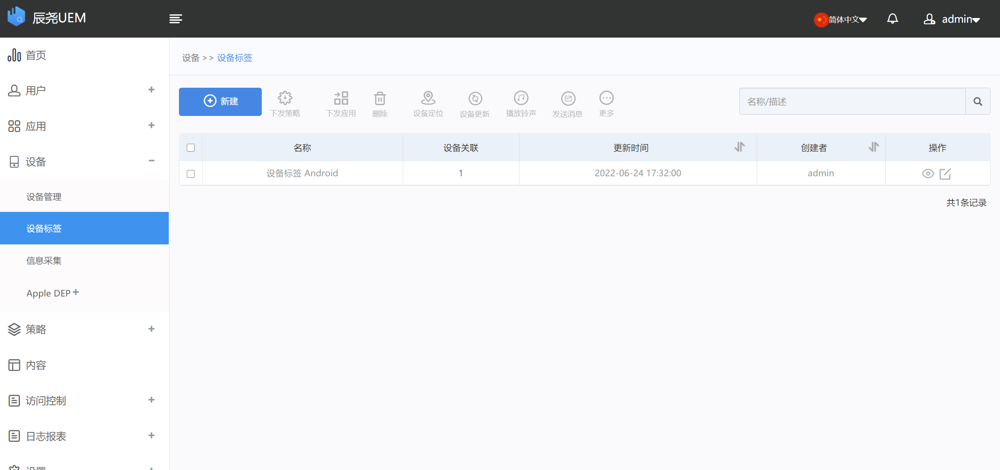 辰尧UEM
简体中文
admin
首页
用户
应用
设备
设备管理
设备标签
信息采集
Apple DEP
策略
内容
访问控制
日志报表
设置
设备 >> 设备标签
新建
下发策略
下发应用
删除
设备定位
设备更新
播放铃声
发送消息
更多
名称/描述
名称 设备关联 更新时间 创建者 操作
设备标签 Android 1 2022-06-24 17:32:00 admin
共1条记录